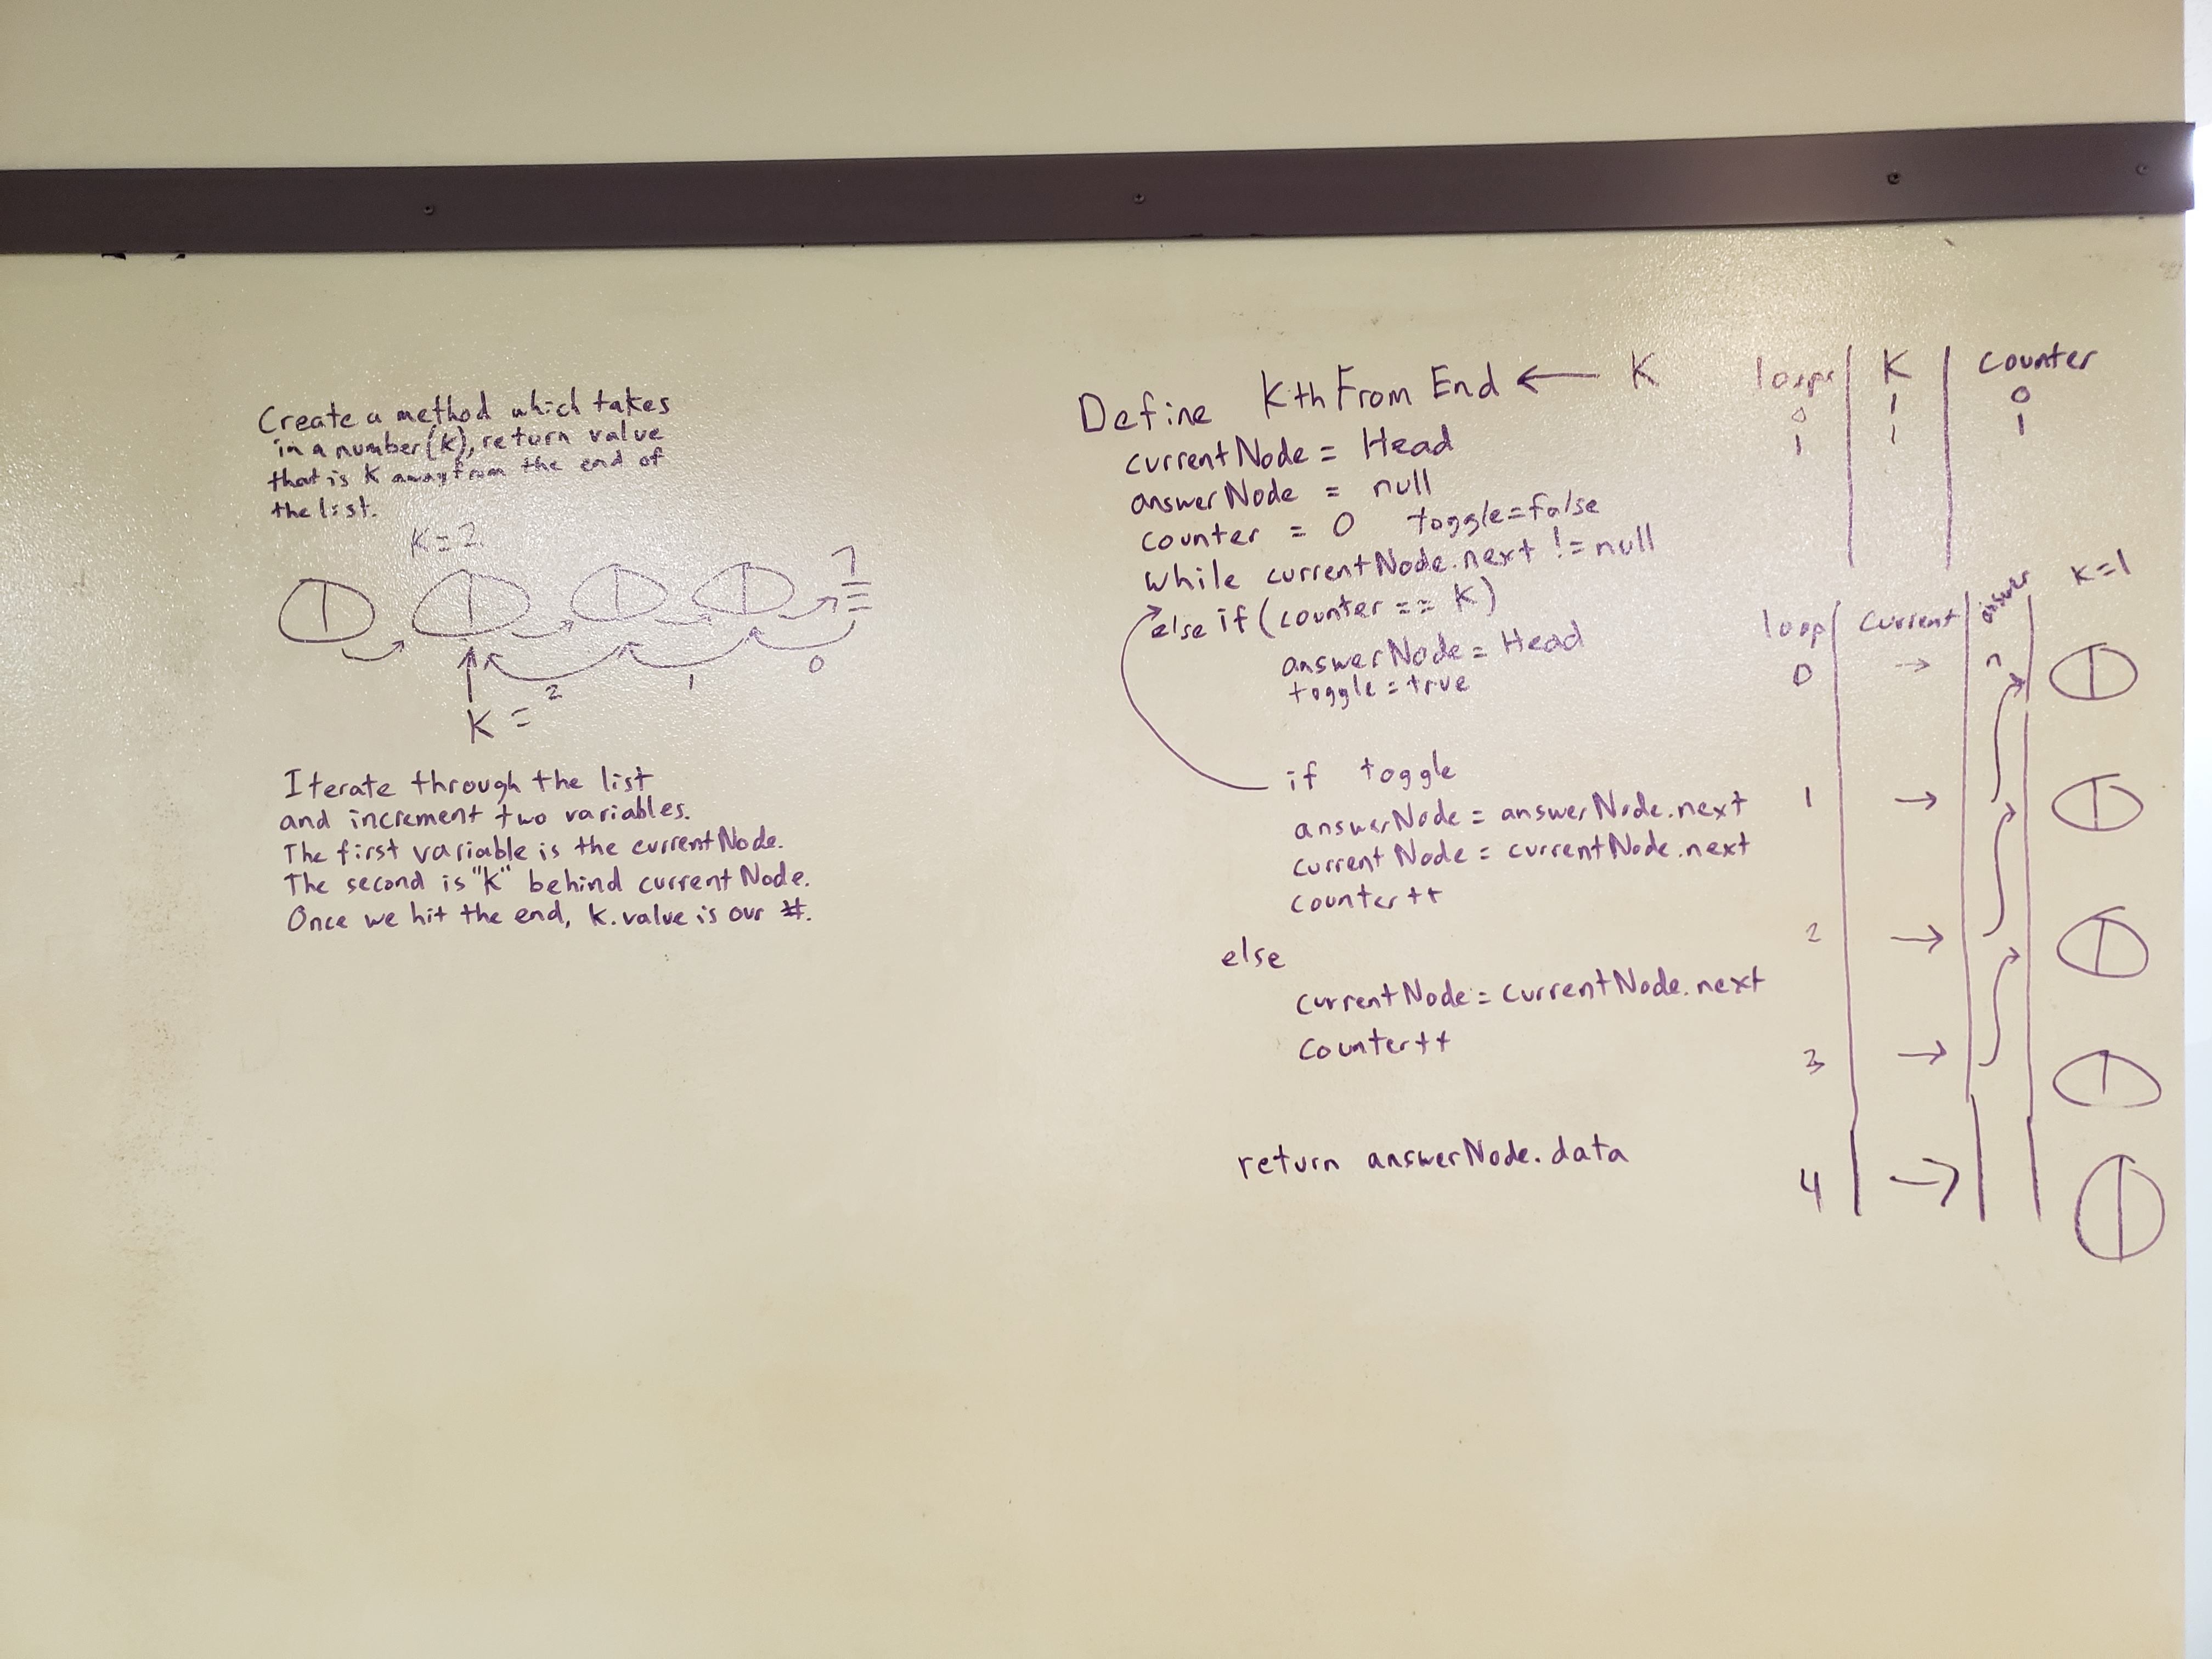 Create a method which takes
in a number (k), return value
that is K away from the end of
the list.
K=2
0
1
2
K =
Iterate through the list
and increment two variables.
The first variable is the currentNode.
The second is "K" behind currentNode.
Once we hit the end, k.value is our #.
Define KthFromEnd ← K
currentNode = Head
answerNode = null
counter = 0 toggle=false
while currentNode.next != null
else if (counter == K)
answerNode = Head
toggle = true
if toggle
answerNode = answerNode.next
currentNode = currentNode.next
counter++
else
currentNode = currentNode.next
counter++
return answerNode.data
loops K counter
0 1 0
1 1 1
K=1
loop current answer
0 → n
1 →
2 →
3 →
4 →